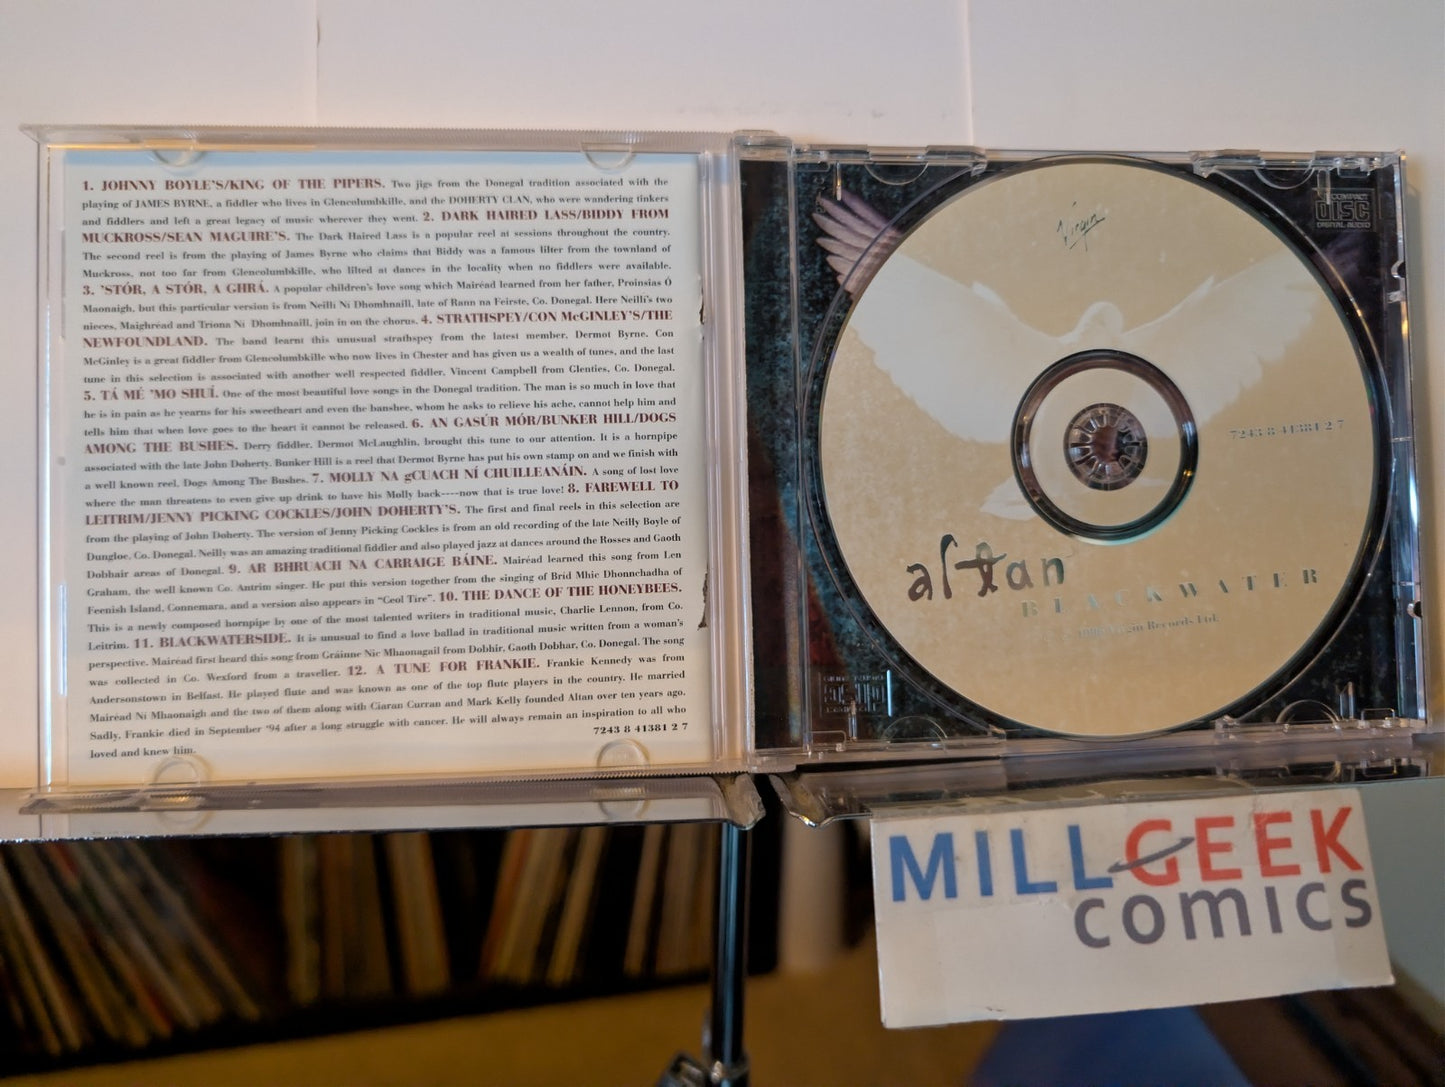 1. JOHNNY BOYLE'S/KING OF THE PIPERS. Two jigs from the Donegal tradition associated with the
playing of JAMES BYRNE, a fiddler who lives in Glencolumbkille, and the DOHERTY CLAN, who were wandering tinkers
and fiddlers and left a great legacy of music wherever they went. 2. DARK HAIRED LASS/BIDDY FROM
MUCKROSS/SEAN MAGUIRE'S. The Dark Haired Lass is a popular reel at sessions throughout the country.
The second reel is from the playing of James Byrne who claims that Biddy was a famous lilter from the townland of
Muckross, not too far from Glencolumbkille, who lilted at dances in the locality when no fiddlers were available.
3. 'STÓR, A STÓR, A GHRÁ. A popular children's love song which Mairéad learned from her father, Proinsias Ó
Maonaigh, but this particular version is from Neilli Ní Dhomhnaill, late of Rann na Feirste, Co. Donegal. Here Neilli's two
nieces, Maighréad and Tríona Ní Dhomhnaill, join in on the chorus. 4. STRATHSPEY/CON McGINLEY'S/THE
NEWFOUNDLAND. The band learnt this unusual strathspey from the latest member, Dermot Byrne. Con
McGinley is a great fiddler from Glencolumbkille who now lives in Chester and has given us a wealth of tunes, and the last
tune in this selection is associated with another well respected fiddler, Vincent Campbell from Glenties, Co. Donegal.
5. TÁ MÉ 'MO SHUÍ. One of the most beautiful love songs in the Donegal tradition. The man is so much in love that
he is in pain as he yearns for his sweetheart and even the banshee, whom he asks to relieve his ache, cannot help him and
tells him that when love goes to the heart it cannot be released. 6. AN GASÚR MÓR/BUNKER HILL/DOGS
AMONG THE BUSHES. Derry fiddler, Dermot McLaughlin, brought this tune to our attention. It is a hornpipe
associated with the late John Doherty. Bunker Hill is a reel that Dermot Byrne has put his own stamp on and we finish with
a well known reel, Dogs Among The Bushes. 7. MOLLY NA gCUACH NÍ CHUILLEANÁIN. A song of lost love
where the man threatens to even give up drink to have his Molly back----now that is true love! 8. FAREWELL TO
LEITRIM/JENNY PICKING COCKLES/JOHN DOHERTY'S. The first and final reels in this selection are
from the playing of John Doherty. The version of Jenny Picking Cockles is from an old recording of the late Neilly Boyle of
Dungloe, Co. Donegal. Neilly was an amazing traditional fiddler and also played jazz at dances around the Rosses and Gaoth
Dobhair areas of Donegal. 9. AR BHRUACH NA CARRAIGE BÁINE. Mairéad learned this song from Len
Graham, the well known Co. Antrim singer. He put this version together from the singing of Bríd Mhic Dhonnchadha of
Feenish Island, Connemara, and a version also appears in "Ceol Tíre". 10. THE DANCE OF THE HONEYBEES.
This is a newly composed hornpipe by one of the most talented writers in traditional music, Charlie Lennon, from Co.
Leitrim. 11. BLACKWATERSIDE. It is unusual to find a love ballad in traditional music written from a woman's
perspective. Mairead first heard this song from Gráinne Nic Mhaonagail from Dobhir, Gaoth Dobhar, Co. Donegal. The song
was collected in Co. Wexford from a traveller. 12. A TUNE FOR FRANKIE. Frankie Kennedy was from
Andersonstown in Belfast. He played flute and was known as one of the top flute players in the country. He married
Mairéad Ní Mhaonaigh and the two of them along with Ciaran Curran and Mark Kelly founded Altan over ten years ago.
Sadly, Frankie died in September '94 after a long struggle with cancer. He will always remain an inspiration to all who
loved and knew him.
7243 8 41381 2 7
Virgin
COMPACT
DISC
DIGITAL AUDIO
7243 8 41381 2 7
altan
BLACKWATER
1996 Virgin Records Ltd.
MILLGEEK
comics